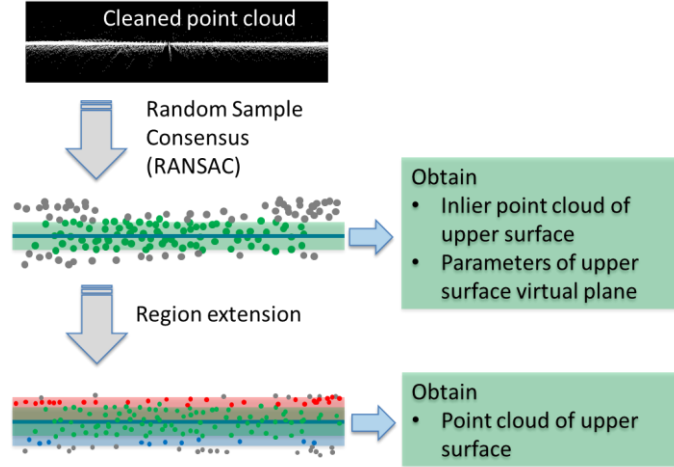 Cleaned point cloud
Random Sample
Consensus
(RANSAC)
Obtain
• Inlier point cloud of
upper surface
• Parameters of upper
surface virtual plane
Region extension
Obtain
• Point cloud of upper
surface